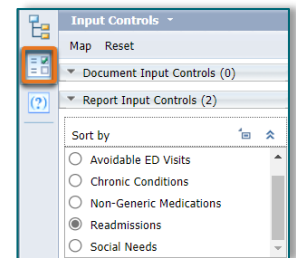 Input Controls
Map Reset
Document Input Controls (0)
(?)
Report Input Controls (2)
Sort by
Avoidable ED Visits
Chronic Conditions
Non-Generic Medications
Readmissions
Social Needs